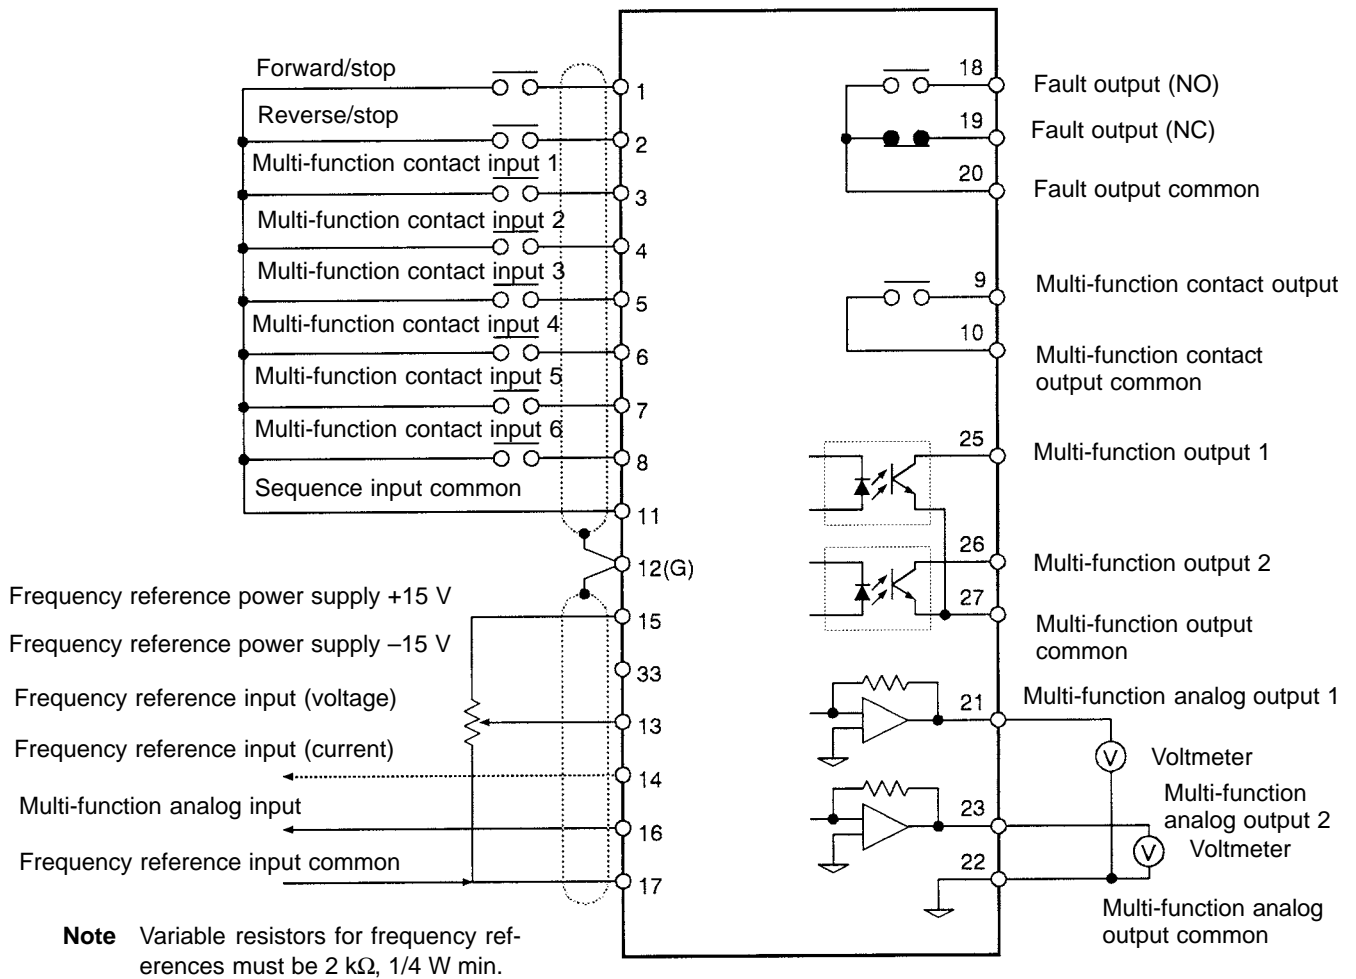 Forward/stop
1
Reverse/stop
2
Multi-function contact input 1
3
Multi-function contact input 2
4
Multi-function contact input 3
5
Multi-function contact input 4
6
Multi-function contact input 5
7
Multi-function contact input 6
8
Sequence input common
11
12(G)
Frequency reference power supply +15 V
15
Frequency reference power supply –15 V
33
Frequency reference input (voltage)
13
Frequency reference input (current)
14
Multi-function analog input
16
Frequency reference input common
17
Note Variable resistors for frequency ref-
erences must be 2 kΩ, 1/4 W min.
18
Fault output (NO)
19
Fault output (NC)
20
Fault output common
9
Multi-function contact output
10
Multi-function contact
output common
25
Multi-function output 1
26
Multi-function output 2
27
Multi-function output
common
21
Multi-function analog output 1
V
Voltmeter
23
Multi-function
analog output 2
V
Voltmeter
22
Multi-function analog
output common